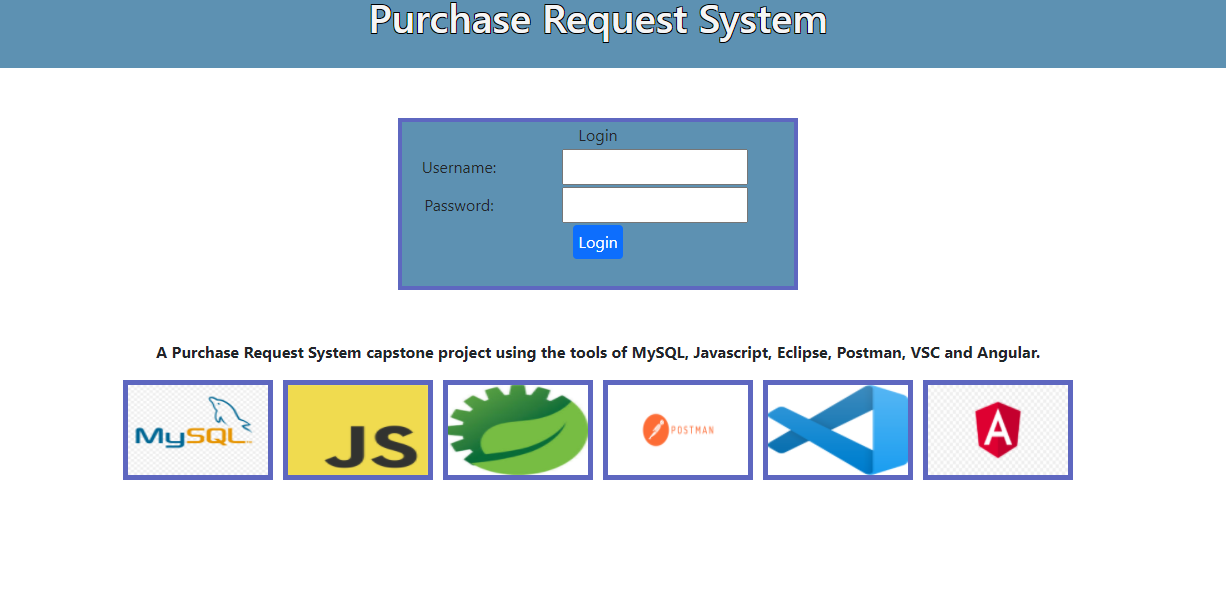 Purchase Request System
Login
Username:
Password:
Login
A Purchase Request System capstone project using the tools of MySQL, Javascript, Eclipse, Postman, VSC and Angular.
MySQL
JS
POSTMAN
A